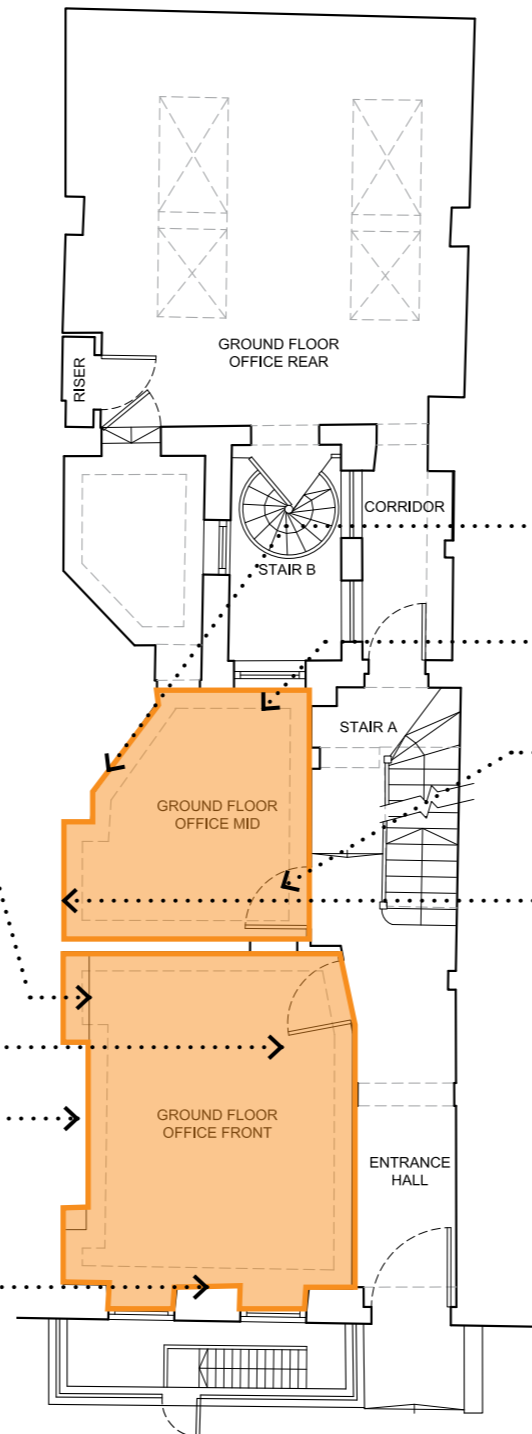 GROUND FLOOR
OFFICE REAR
RISER
CORRIDOR
STAIR B
STAIR A
GROUND FLOOR
OFFICE MID
GROUND FLOOR
OFFICE FRONT
ENTRANCE
HALL